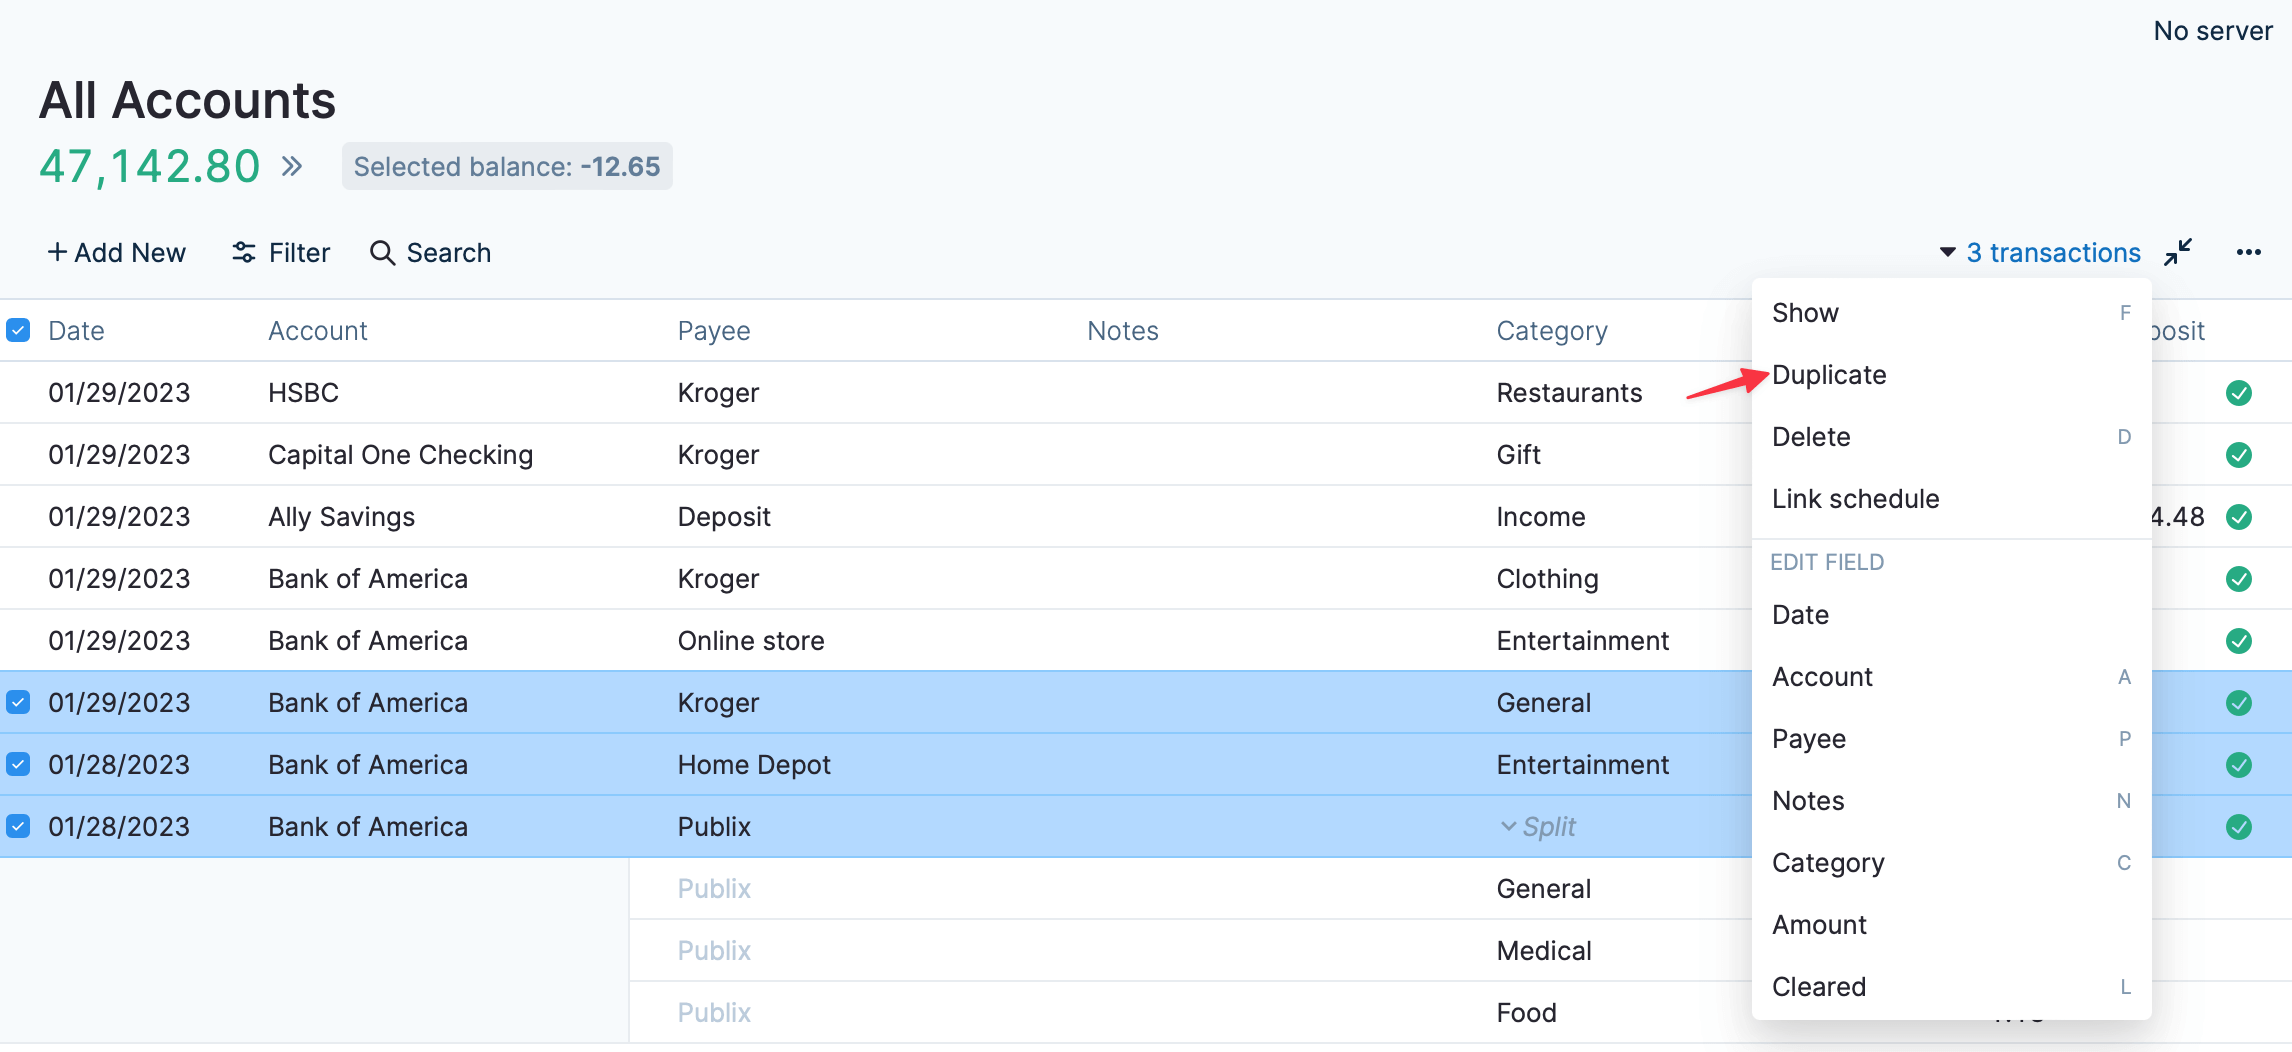 No server
All Accounts
47,142.80 Selected balance: -12.65
+ Add New Filter Search 3 transactions
Date Account Payee Notes Category
01/29/2023 HSBC Kroger Restaurants
01/29/2023 Capital One Checking Kroger Gift
01/29/2023 Ally Savings Deposit Income 4.48
01/29/2023 Bank of America Kroger Clothing
01/29/2023 Bank of America Online store Entertainment
01/29/2023 Bank of America Kroger General
01/28/2023 Bank of America Home Depot Entertainment
01/28/2023 Bank of America Publix Split
Publix General
Publix Medical
Publix Food
Show F
Duplicate
Delete D
Link schedule
EDIT FIELD
Date
Account A
Payee P
Notes N
Category C
Amount
Cleared L